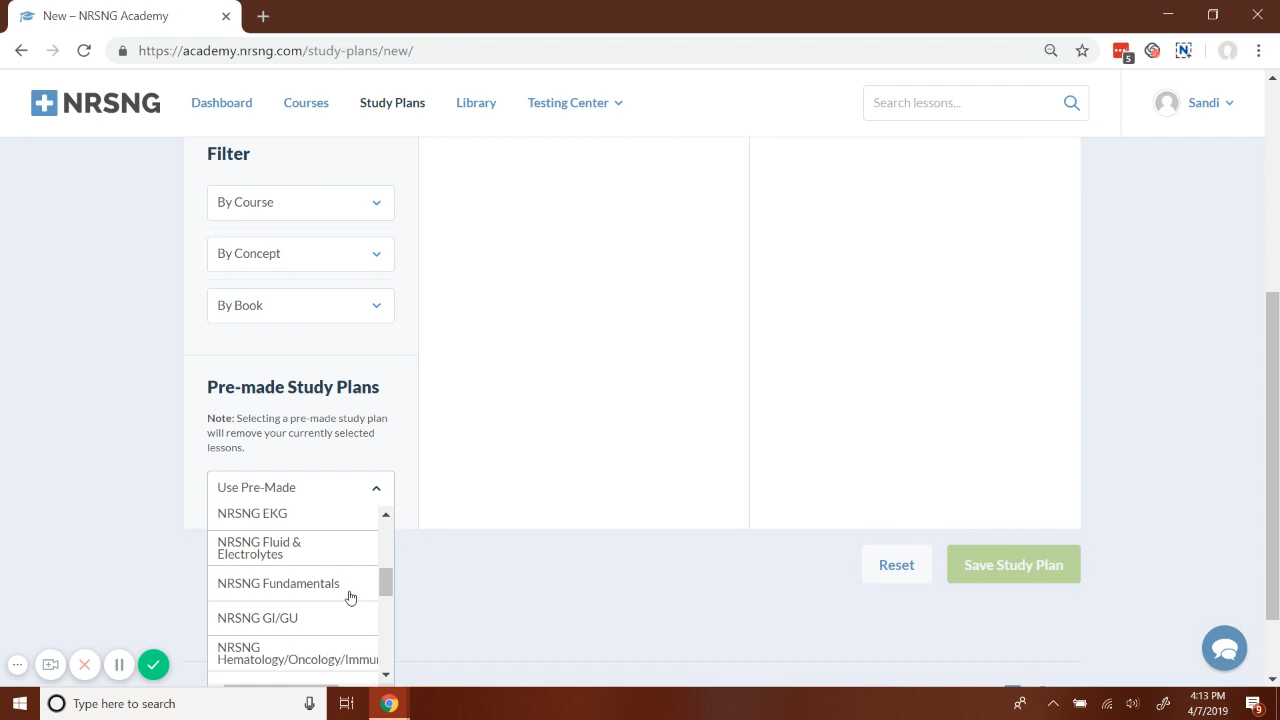 New – NRSNG Academy
https://academy.nrsng.com/study-plans/new/
5
NRSNG
Dashboard
Courses
Study Plans
Library
Testing Center
Search lessons...
Sandi
Filter
By Course
By Concept
By Book
Pre-made Study Plans
Note: Selecting a pre-made study plan
will remove your currently selected
lessons.
Use Pre-Made
NRSNG EKG
NRSNG Fluid &
Electrolytes
NRSNG Fundamentals
NRSNG GI/GU
NRSNG
Hematology/Oncology/Immu
Reset
Save Study Plan
Type here to search
4:13 PM
4/7/2019
9